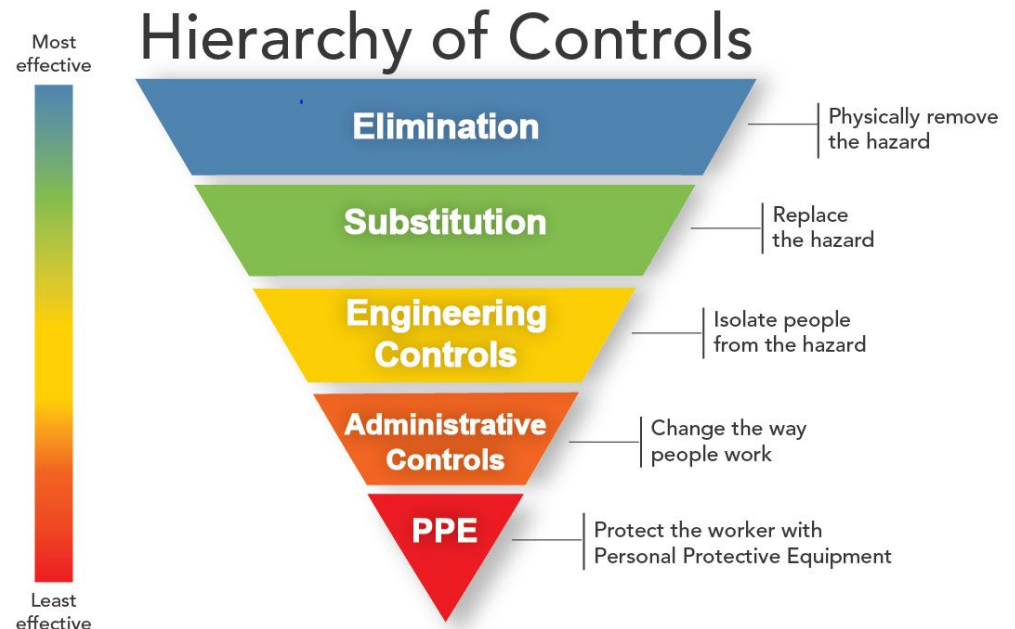 Hierarchy of Controls
Most
effective
Elimination
Physically remove
the hazard
Substitution
Replace
the hazard
Engineering
Controls
Isolate people
from the hazard
Administrative
Controls
Change the way
people work
PPE
Protect the worker with
Personal Protective Equipment
Least
effective